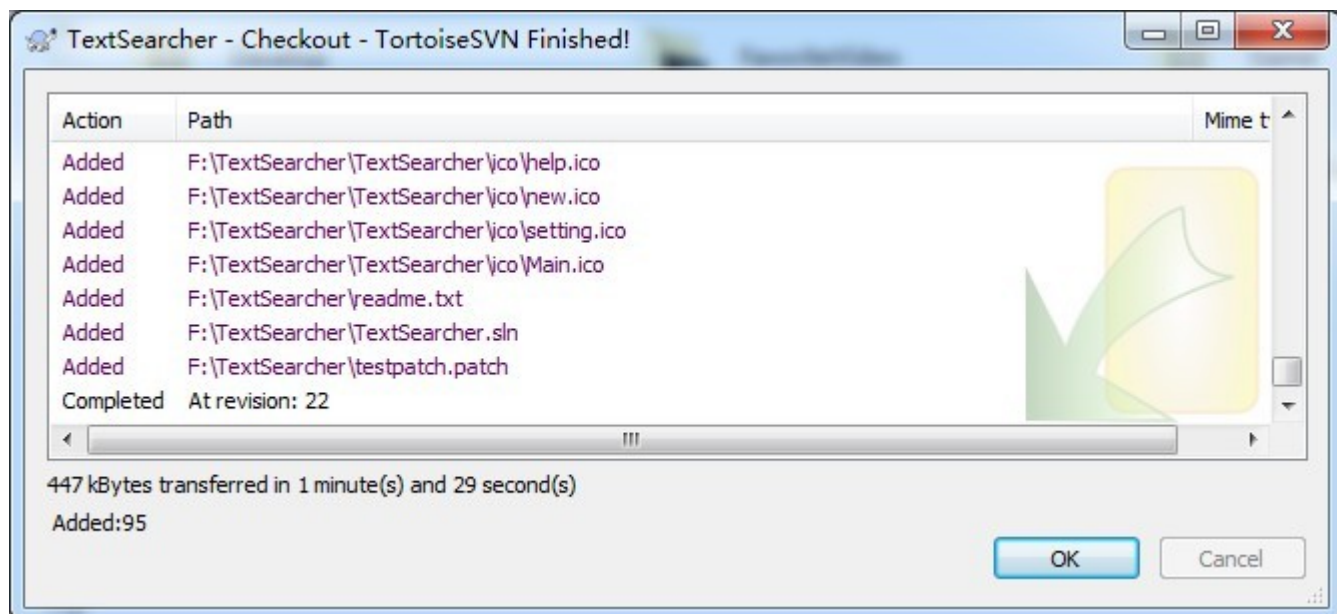 TextSearcher - Checkout - TortoiseSVN Finished!
Action Path Mime t
Added F:\TextSearcher\TextSearcher\ico\help.ico
Added F:\TextSearcher\TextSearcher\ico\new.ico
Added F:\TextSearcher\TextSearcher\ico\setting.ico
Added F:\TextSearcher\TextSearcher\ico\Main.ico
Added F:\TextSearcher\readme.txt
Added F:\TextSearcher\TextSearcher.sln
Added F:\TextSearcher\testpatch.patch
Completed At revision: 22
447 kBytes transferred in 1 minute(s) and 29 second(s)
Added:95
OK Cancel